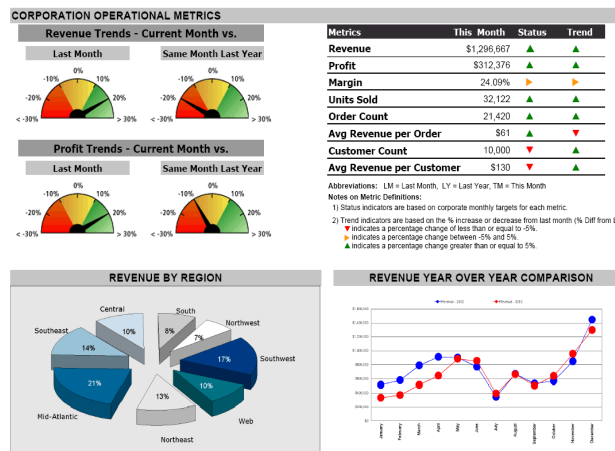 CORPORATION OPERATIONAL METRICS
Revenue Trends - Current Month vs.
Last Month
Same Month Last Year
-10% 0% 10%
-20% 20%
< -30% > 30%
-10% 0% 10%
-20% 20%
< -30% > 30%
Profit Trends - Current Month vs.
Last Month
Same Month Last Year
-10% 0% 10%
-20% 20%
< -30% > 30%
-10% 0% 10%
-20% 20%
< -30% > 30%
Metrics This Month Status Trend
Revenue $1,296,667
Profit $312,376
Margin 24.09%
Units Sold 32,122
Order Count 21,420
Avg Revenue per Order $61
Customer Count 10,000
Avg Revenue per Customer $130
Abbreviations: LM = Last Month, LY = Last Year, TM = This Month
Notes on Metric Definitions:
1) Status indicators are based on corporate monthly targets for each metric.
2) Trend indicators are based on the % increase or decrease from last month (% Diff from L
▼ indicates a percentage change of less than or equal to -5%.
▶ indicates a percentage change between -5% and 5%.
▲ indicates a percentage change greater than or equal to 5%.
REVENUE BY REGION
Central 10%
South 8%
Northwest 7%
Southwest 17%
Web 10%
Northeast 13%
Mid-Atlantic 21%
Southeast 14%
REVENUE YEAR OVER YEAR COMPARISON
January
February
March
April
May
June
July
August
September
October
November
December